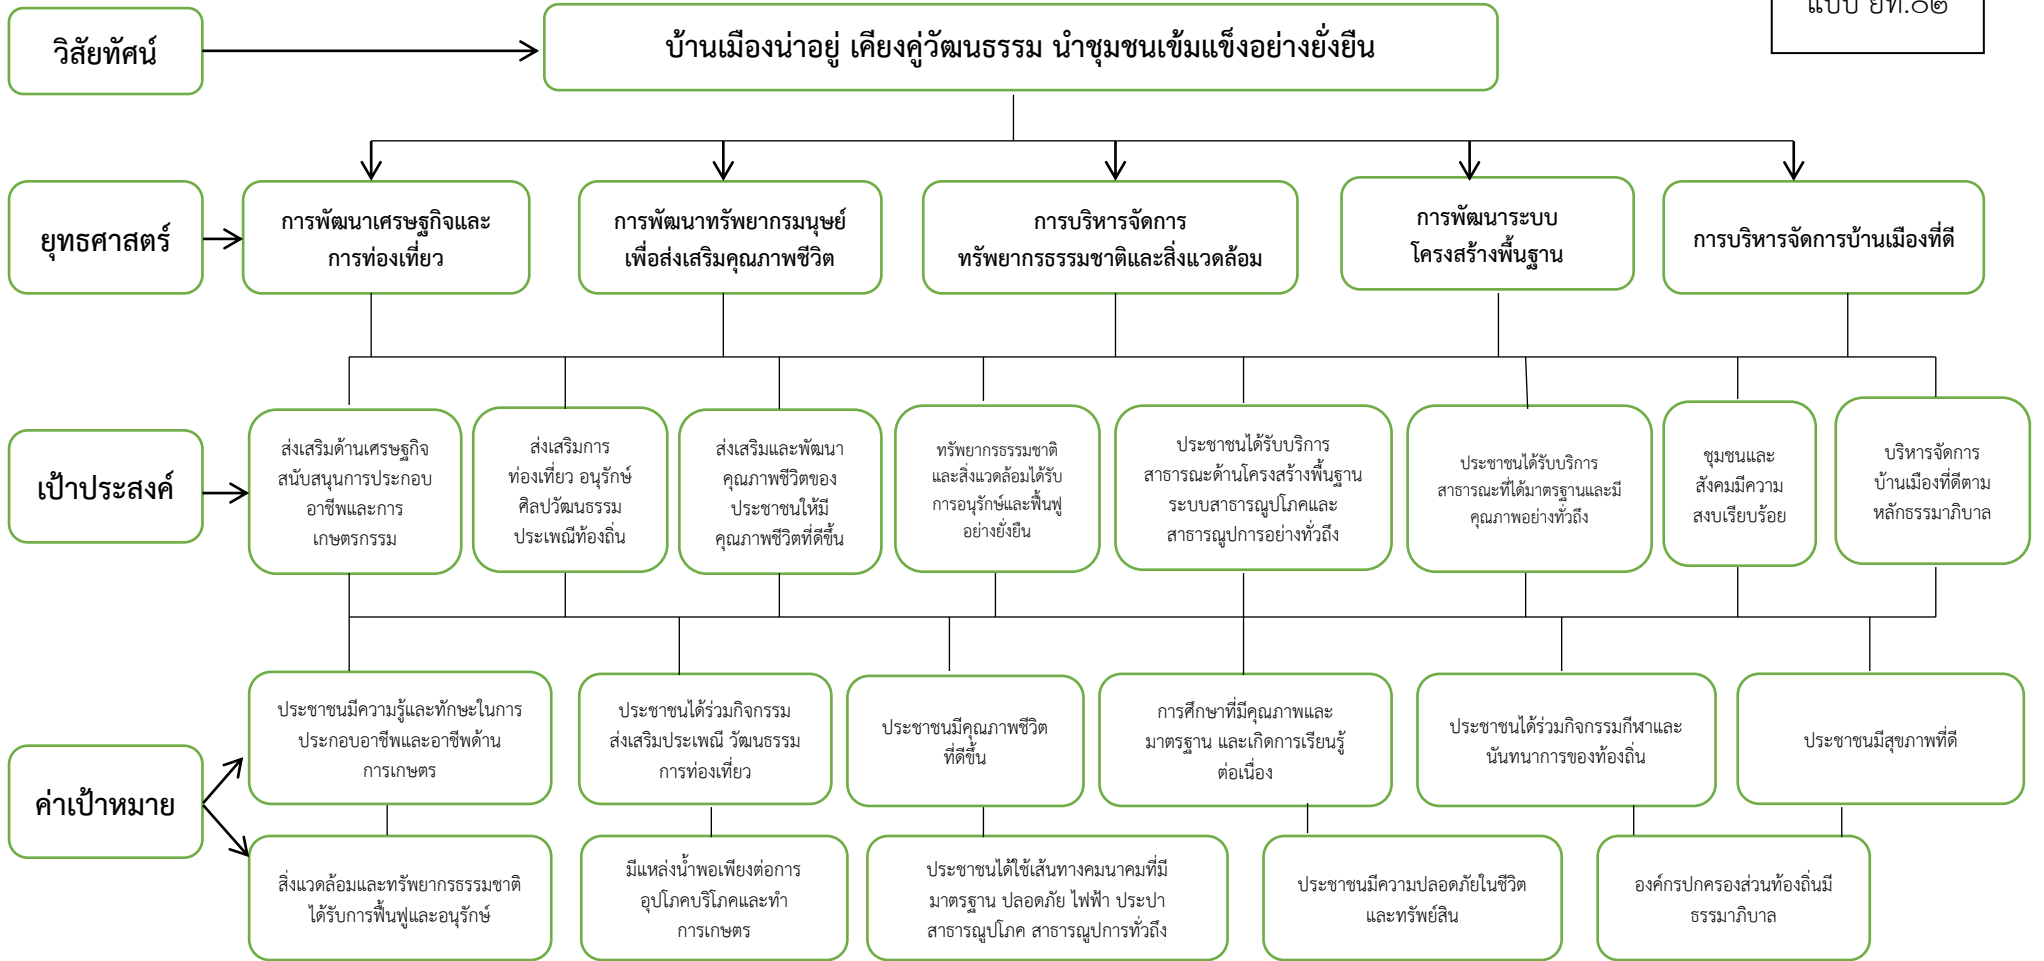 แบบ ยท.๐๒
วิสัยทัศน์
บ้านเมืองน่าอยู่ เคียงคู่วัฒนธรรม นำชุมชนเข้มแข็งอย่างยั่งยืน
ยุทธศาสตร์
การพัฒนาเศรษฐกิจและ
การท่องเที่ยว
การพัฒนาทรัพยากรมนุษย์
เพื่อส่งเสริมคุณภาพชีวิต
การบริหารจัดการ
ทรัพยากรธรรมชาติและสิ่งแวดล้อม
การพัฒนาระบบ
โครงสร้างพื้นฐาน
การบริหารจัดการบ้านเมืองที่ดี
เป้าประสงค์
ส่งเสริมด้านเศรษฐกิจ
สนับสนุนการประกอบ
อาชีพและการ
เกษตรกรรม
ส่งเสริมการ
ท่องเที่ยว อนุรักษ์
ศิลปวัฒนธรรม
ประเพณีท้องถิ่น
ส่งเสริมและพัฒนา
คุณภาพชีวิตของ
ประชาชนให้มี
คุณภาพชีวิตที่ดีขึ้น
ทรัพยากรธรรมชาติ
และสิ่งแวดล้อมได้รับ
การอนุรักษ์และฟื้นฟู
อย่างยั่งยืน
ประชาชนได้รับบริการ
สาธารณะด้านโครงสร้างพื้นฐาน
ระบบสาธารณูปโภคและ
สาธารณูปการอย่างทั่วถึง
ประชาชนได้รับบริการ
สาธารณะที่ได้มาตรฐานและมี
คุณภาพอย่างทั่วถึง
ชุมชนและ
สังคมมีความ
สงบเรียบร้อย
บริหารจัดการ
บ้านเมืองที่ดีตาม
หลักธรรมาภิบาล
ค่าเป้าหมาย
ประชาชนมีความรู้และทักษะในการ
ประกอบอาชีพและอาชีพด้าน
การเกษตร
ประชาชนได้ร่วมกิจกรรม
ส่งเสริมประเพณี วัฒนธรรม
การท่องเที่ยว
ประชาชนมีคุณภาพชีวิต
ที่ดีขึ้น
การศึกษาที่มีคุณภาพและ
มาตรฐาน และเกิดการเรียนรู้
ต่อเนื่อง
ประชาชนได้ร่วมกิจกรรมกีฬาและ
นันทนาการของท้องถิ่น
ประชาชนมีสุขภาพที่ดี
สิ่งแวดล้อมและทรัพยากรธรรมชาติ
ได้รับการฟื้นฟูและอนุรักษ์
มีแหล่งน้ำพอเพียงต่อการ
อุปโภคบริโภคและทำ
การเกษตร
ประชาชนได้ใช้เส้นทางคมนาคมที่มี
มาตรฐาน ปลอดภัย ไฟฟ้า ประปา
สาธารณูปโภค สาธารณูปการทั่วถึง
ประชาชนมีความปลอดภัยในชีวิต
และทรัพย์สิน
องค์กรปกครองส่วนท้องถิ่นมี
ธรรมาภิบาล